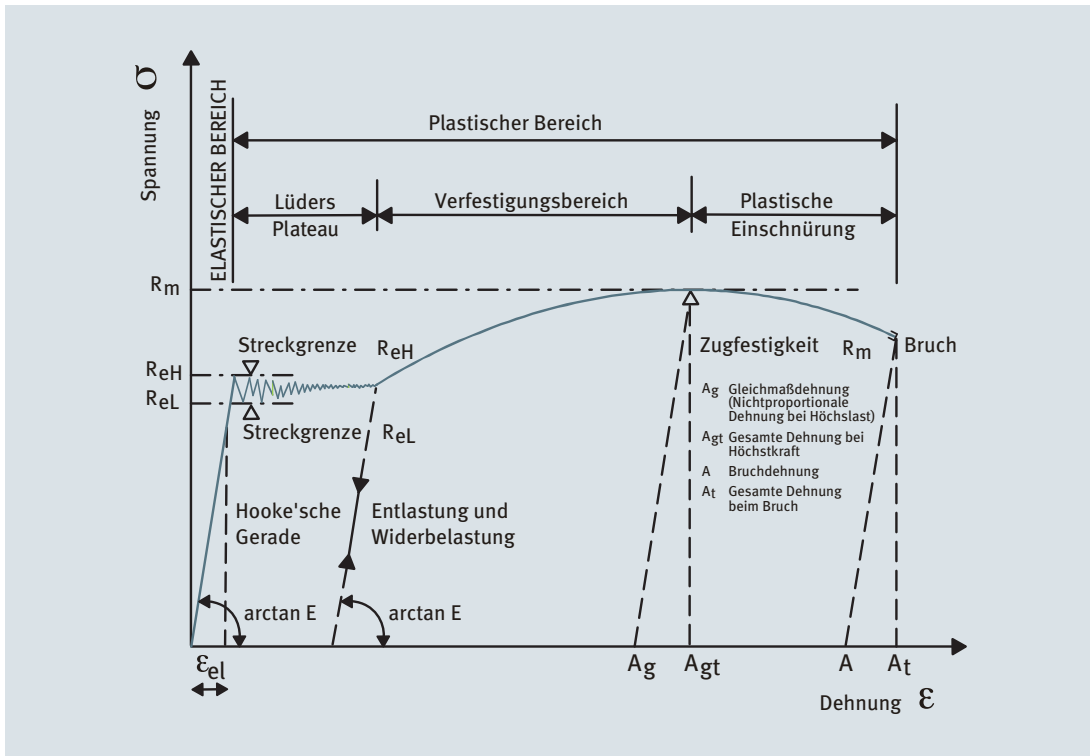 σ
Spannung
ELASTISCHER BEREICH
Plastischer Bereich
Lüders
Plateau
Verfestigungsbereich
Plastische
Einschnürung
Rm
ReH
ReL
Streckgrenze
Streckgrenze
ReH
ReL
Zugfestigkeit Rm
Bruch
Ag Gleichmaßdehnung
(Nichtproportionale
Dehnung bei Höchslast)
Agt Gesamte Dehnung bei
Höchstkraft
A Bruchdehnung
At Gesamte Dehnung
beim Bruch
Hooke'sche
Gerade
Entlastung und
Widerbelastung
arctan E
arctan E
εel
Ag
Agt
A
At
Dehnung ε